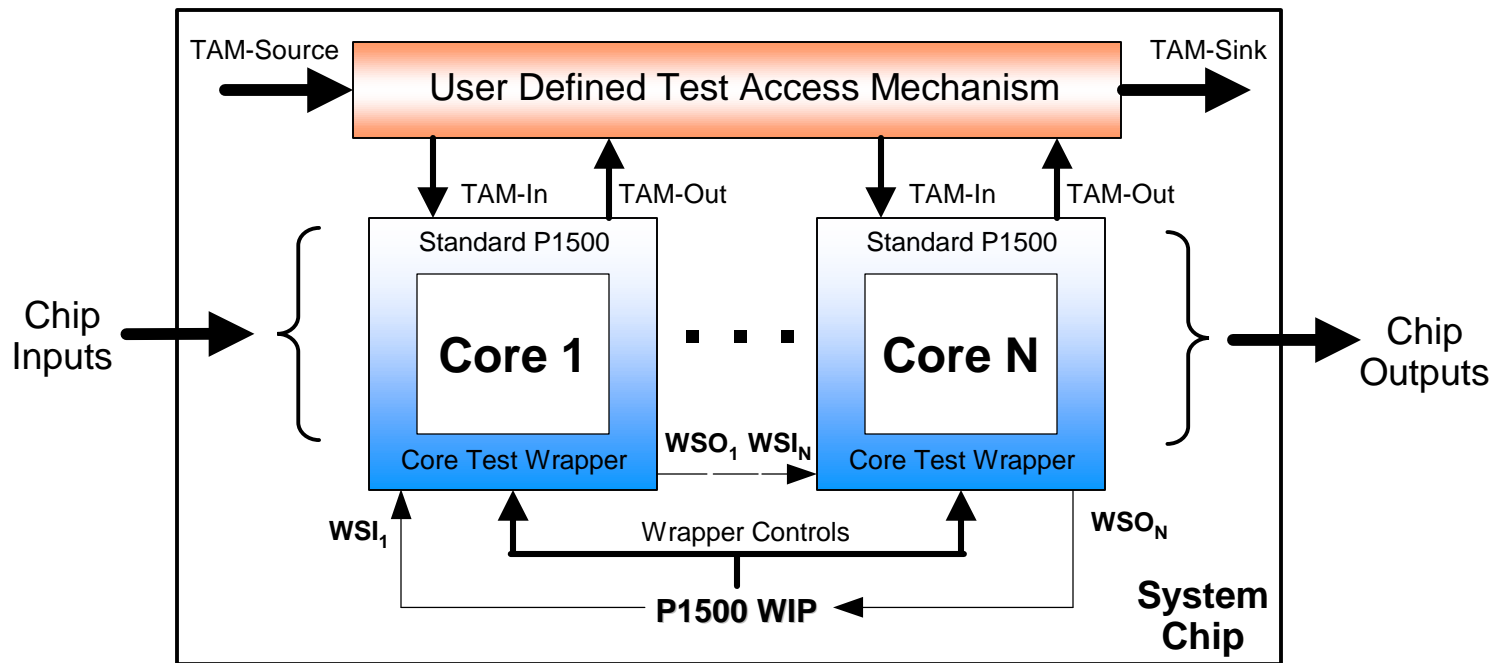 TAM-Source
User Defined Test Access Mechanism
TAM-Sink
TAM-In
TAM-Out
TAM-In
TAM-Out
Standard P1500
Core 1
Core Test Wrapper
Standard P1500
Core N
Core Test Wrapper
Chip
Inputs
Chip
Outputs
WSO₁ WSIN
WSI₁
Wrapper Controls
WSON
P1500 WIP
System
Chip